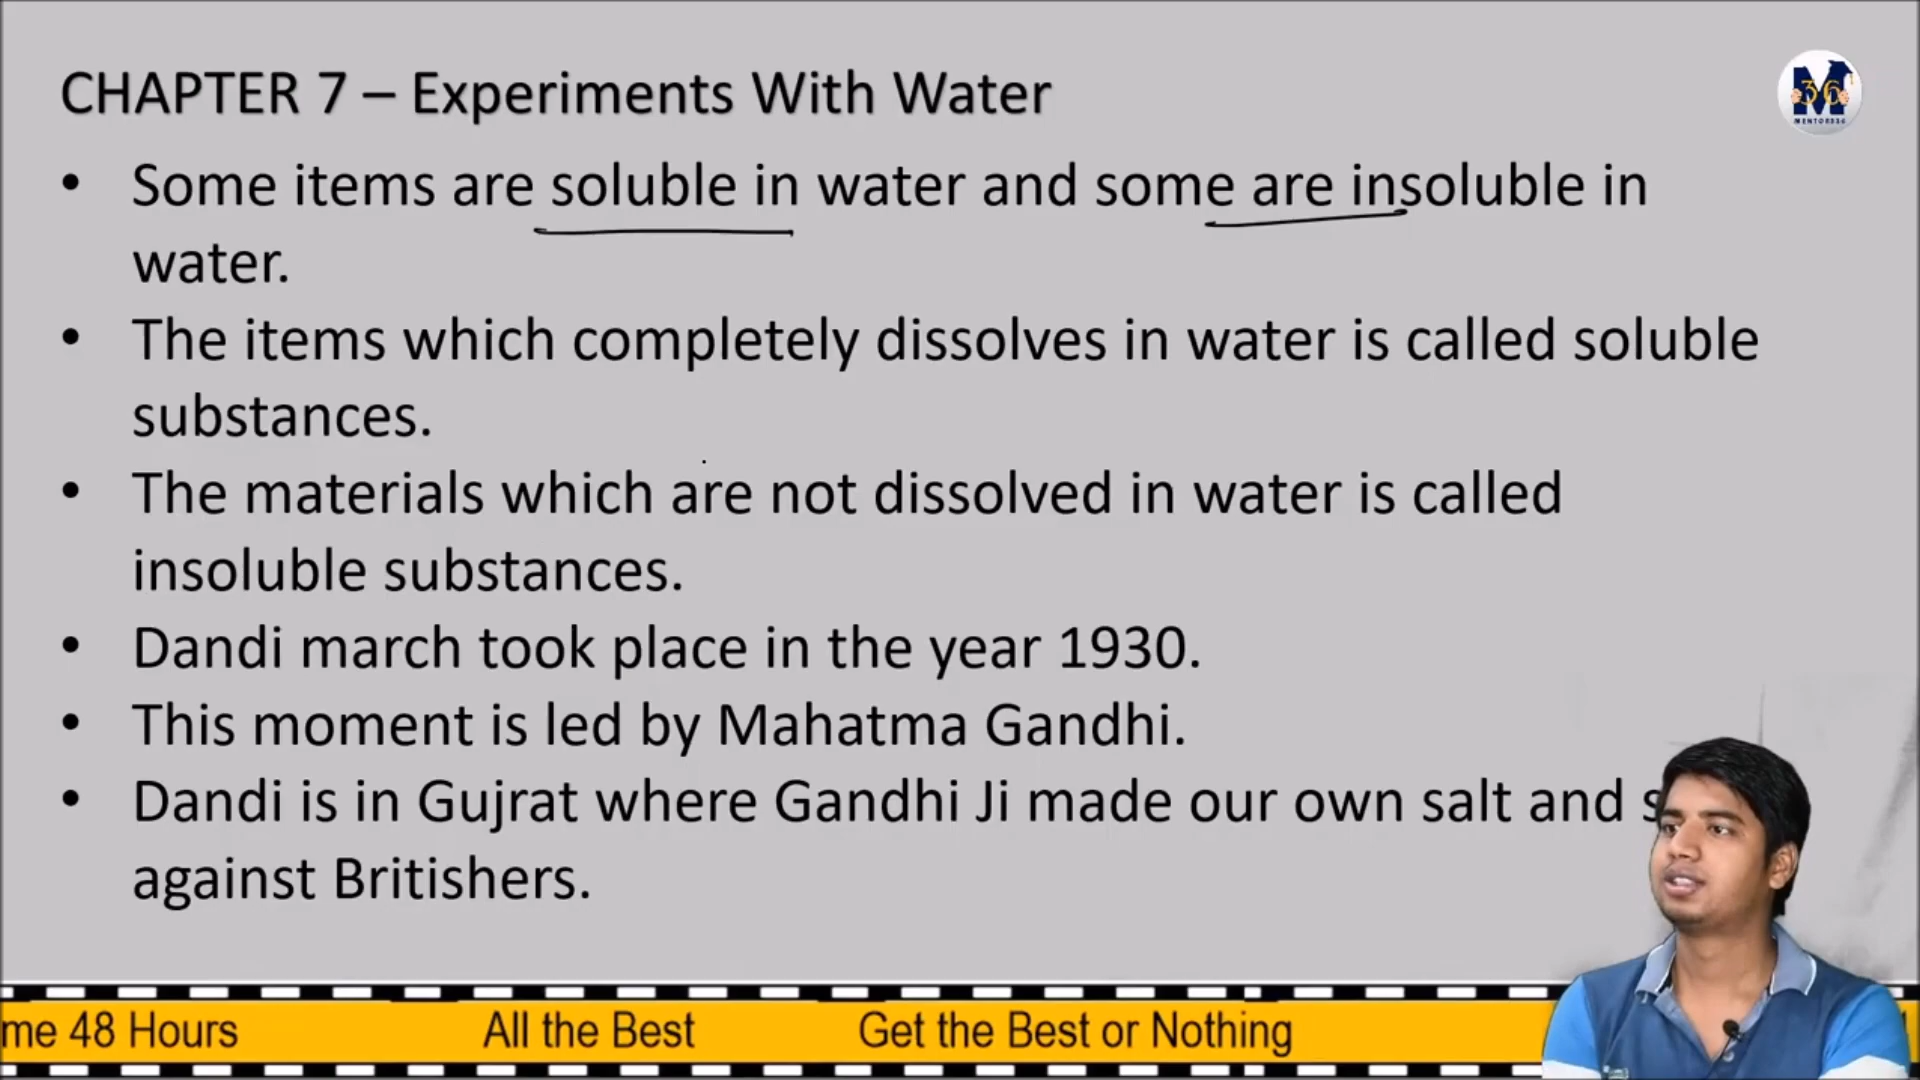 CHAPTER 7 – Experiments With Water
• Some items are soluble in water and some are insoluble in
water.
• The items which completely dissolves in water is called soluble
substances.
• The materials which are not dissolved in water is called
insoluble substances.
• Dandi march took place in the year 1930.
• This moment is led by Mahatma Gandhi.
• Dandi is in Gujrat where Gandhi Ji made our own salt and
against Britishers.
me 48 Hours All the Best Get the Best or Nothing
M
36
MENTORS36